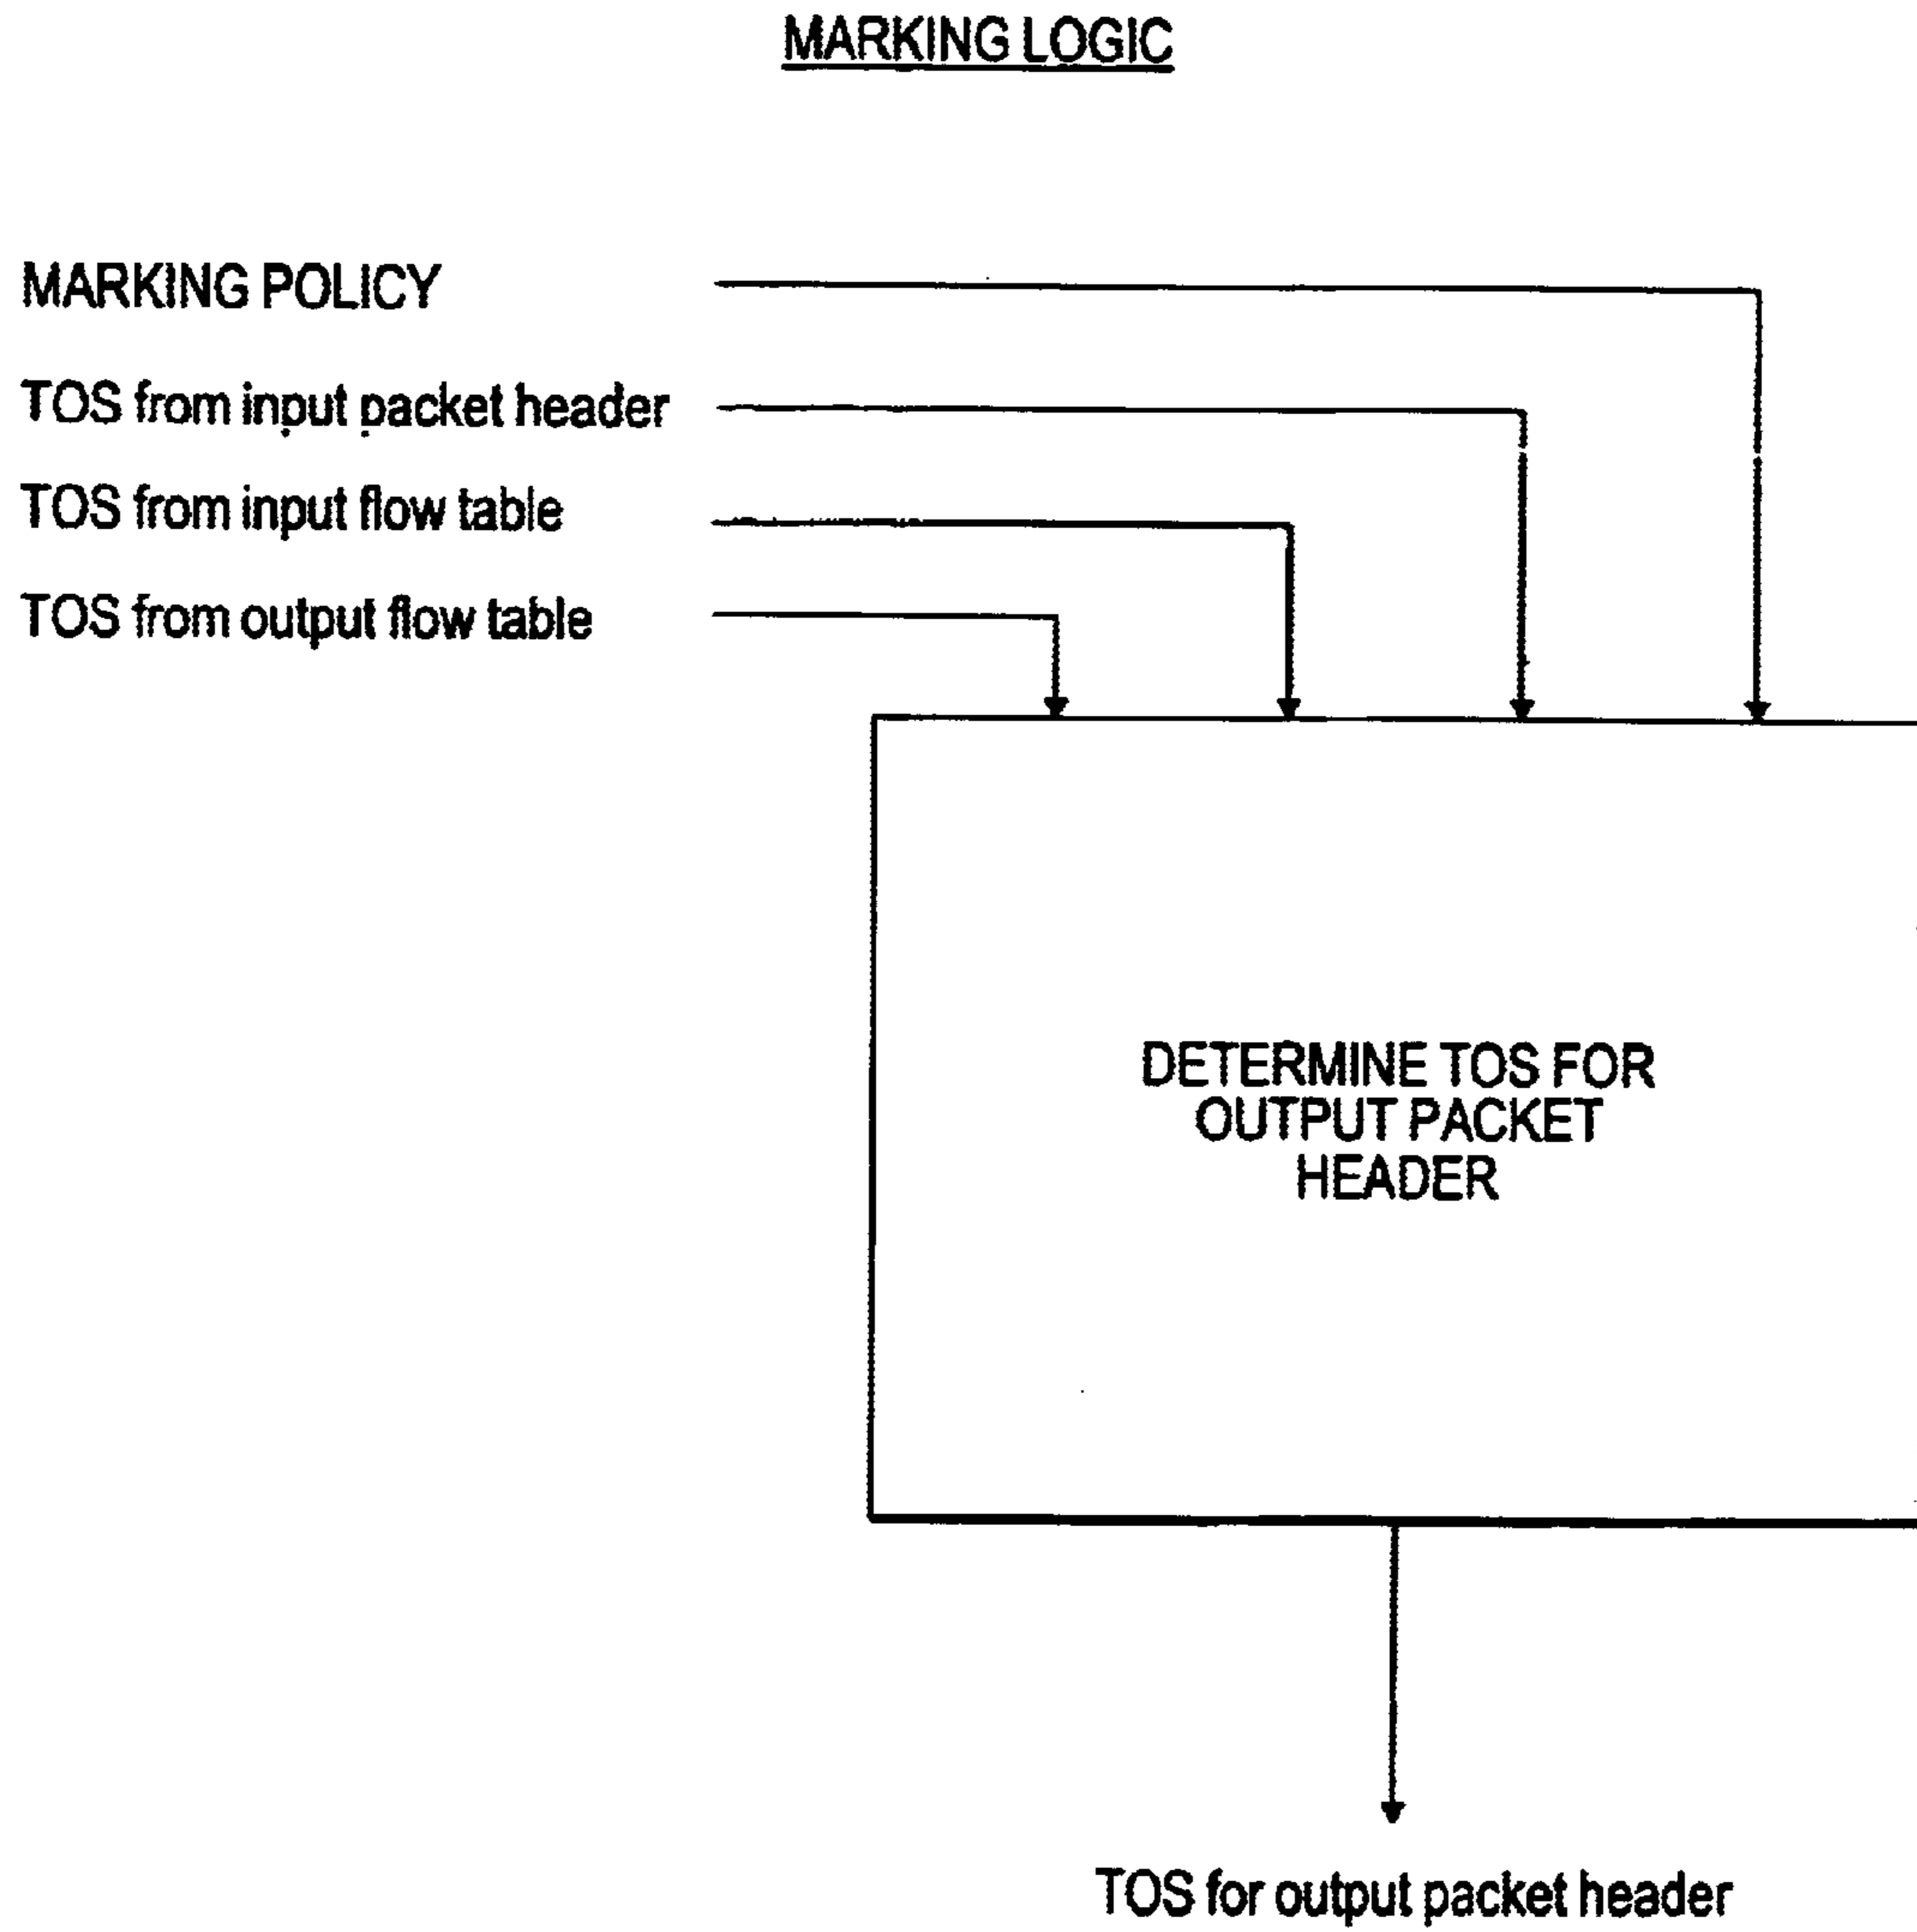 MARKING LOGIC
MARKING POLICY
TOS from input packet header
TOS from input flow table
TOS from output flow table
DETERMINE TOS FOR
OUTPUT PACKET
HEADER
TOS for output packet header